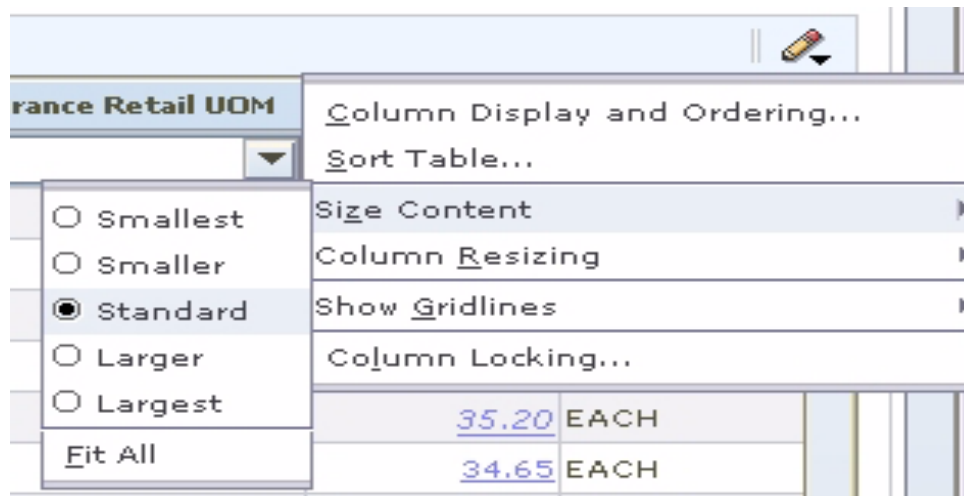 rance Retail UOM
Column Display and Ordering...
Sort Table...
Size Content
Column Resizing
Show Gridlines
Column Locking...
Smallest
Smaller
Standard
Larger
Largest
Fit All
35.20 EACH
34.65 EACH